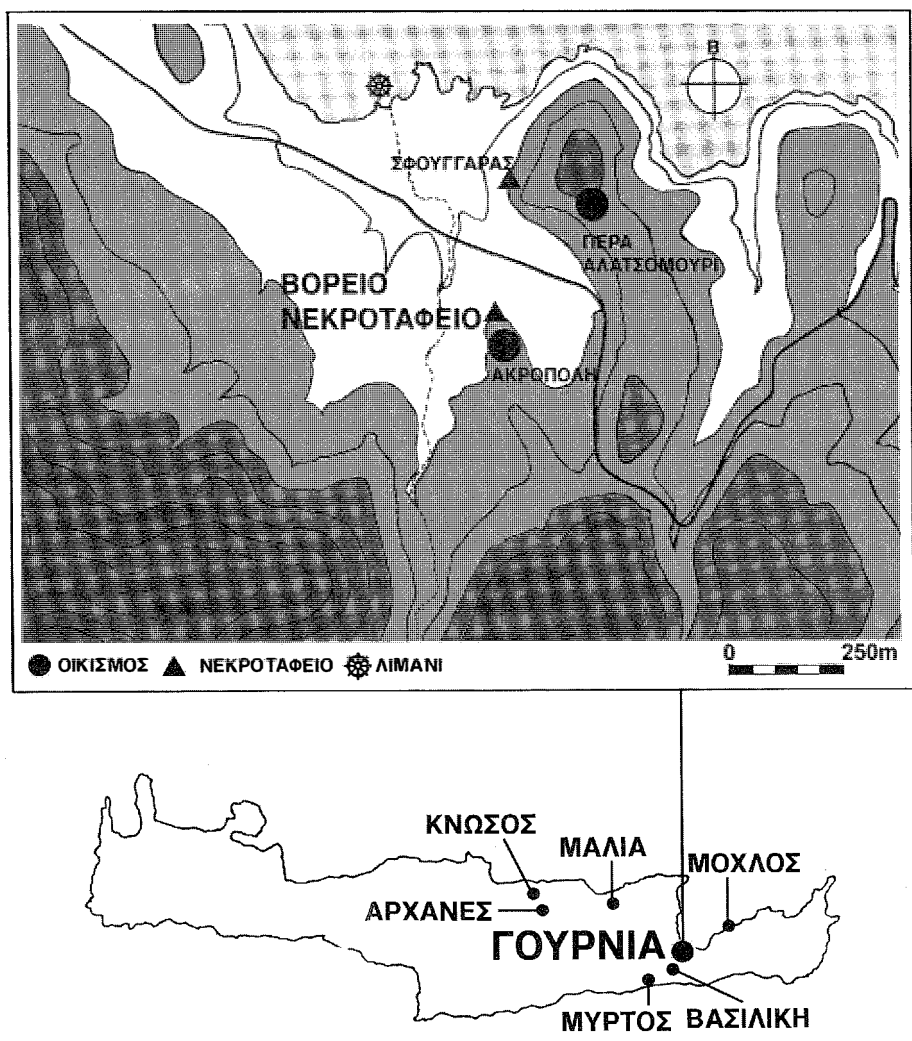 Β
ΣΦΟΥΓΓΑΡΑΣ
ΠΕΡΑ
ΑΛΑΤΣΟΜΟΥΡΙ
ΒΟΡΕΙΟ
ΝΕΚΡΟΤΑΦΕΙΟ
ΑΚΡΟΠΟΛΗ
ΟΙΚΙΣΜΟΣ ΝΕΚΡΟΤΑΦΕΙΟ ΛΙΜΑΝΙ
0 250m
ΚΝΩΣΟΣ
ΜΑΛΙΑ
ΜΟΧΛΟΣ
ΑΡΧΑΝΕΣ
ΓΟΥΡΝΙΑ
ΜΥΡΤΟΣ ΒΑΣΙΛΙΚΗ